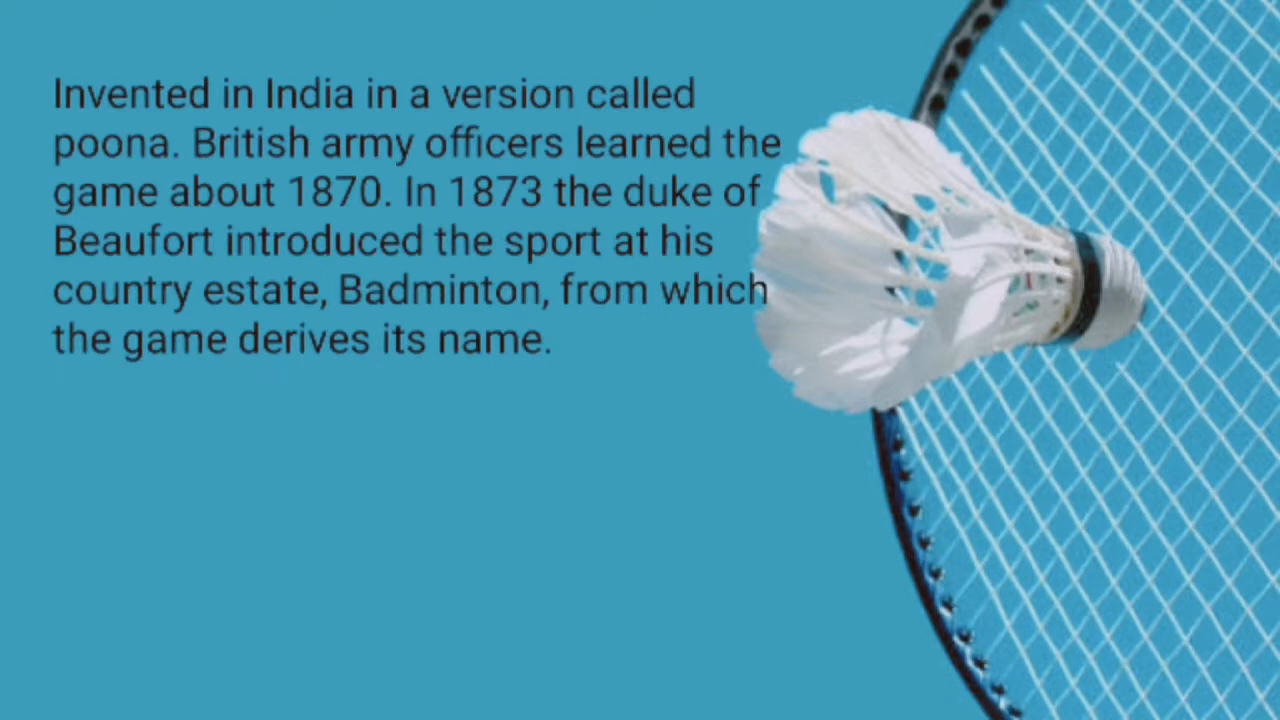 Invented in India in a version called
poona. British army officers learned the
game about 1870. In 1873 the duke of
Beaufort introduced the sport at his
country estate, Badminton, from which
the game derives its name.